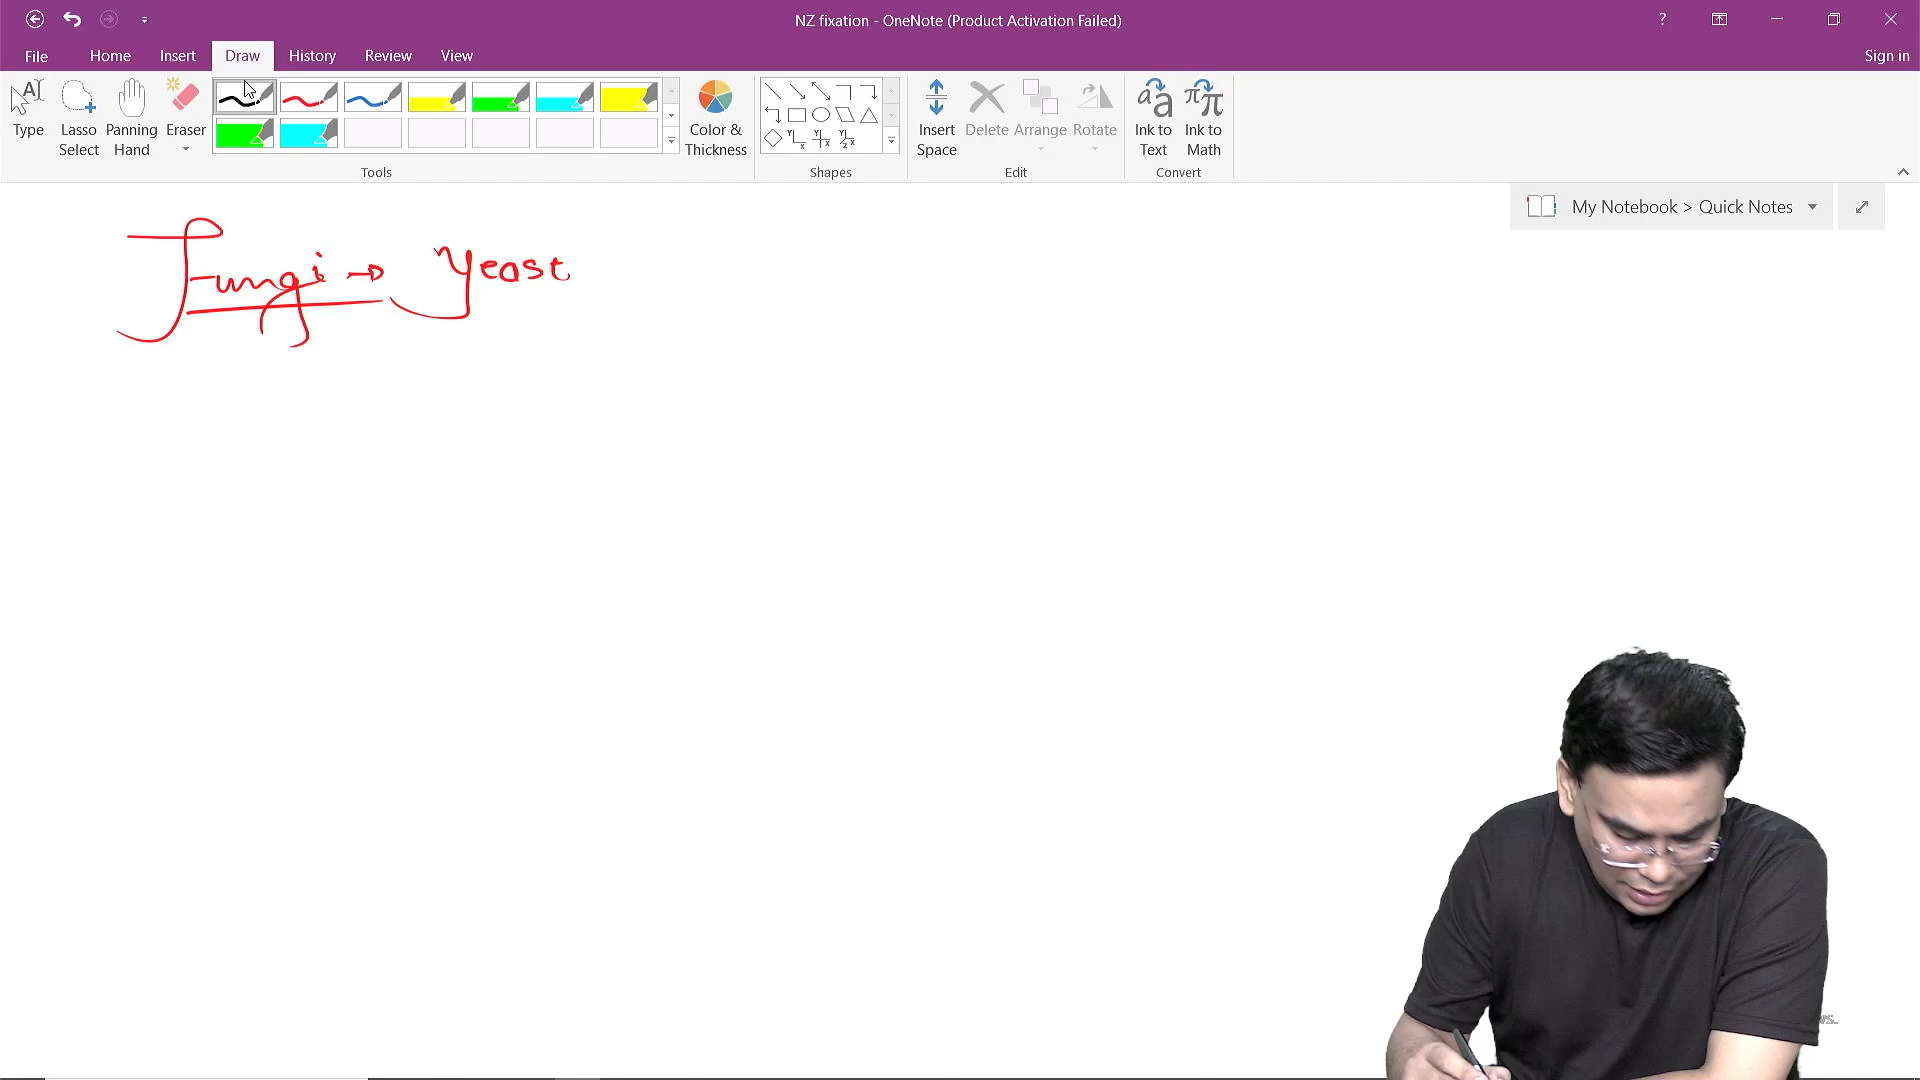 NZ fixation - OneNote (Product Activation Failed)
?
File Home Insert Draw History Review View
Sign in
Type
Lasso Select
Panning Hand
Eraser
Color & Thickness
Insert Space
Delete
Arrange
Rotate
Ink to Text
Ink to Math
Tools
Shapes
Edit
Convert
My Notebook > Quick Notes
Fungi → Yeast